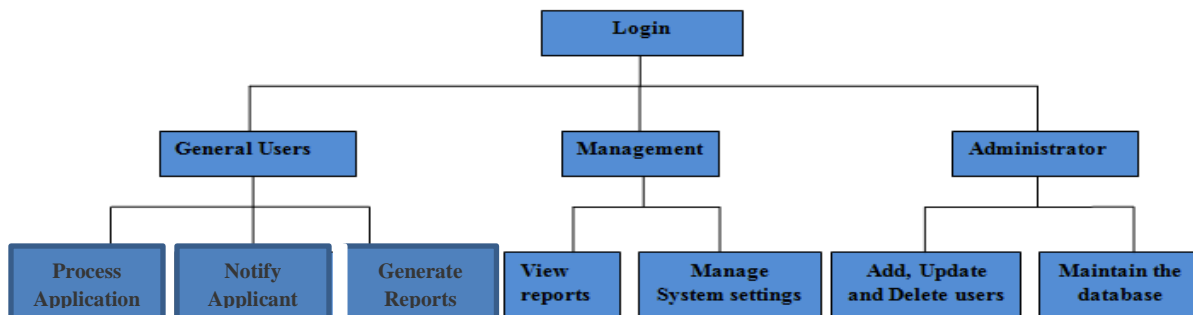 Login
General Users
Management
Administrator
Process
Application
Notify
Applicant
Generate
Reports
View
reports
Manage
System settings
Add, Update
and Delete users
Maintain the
database